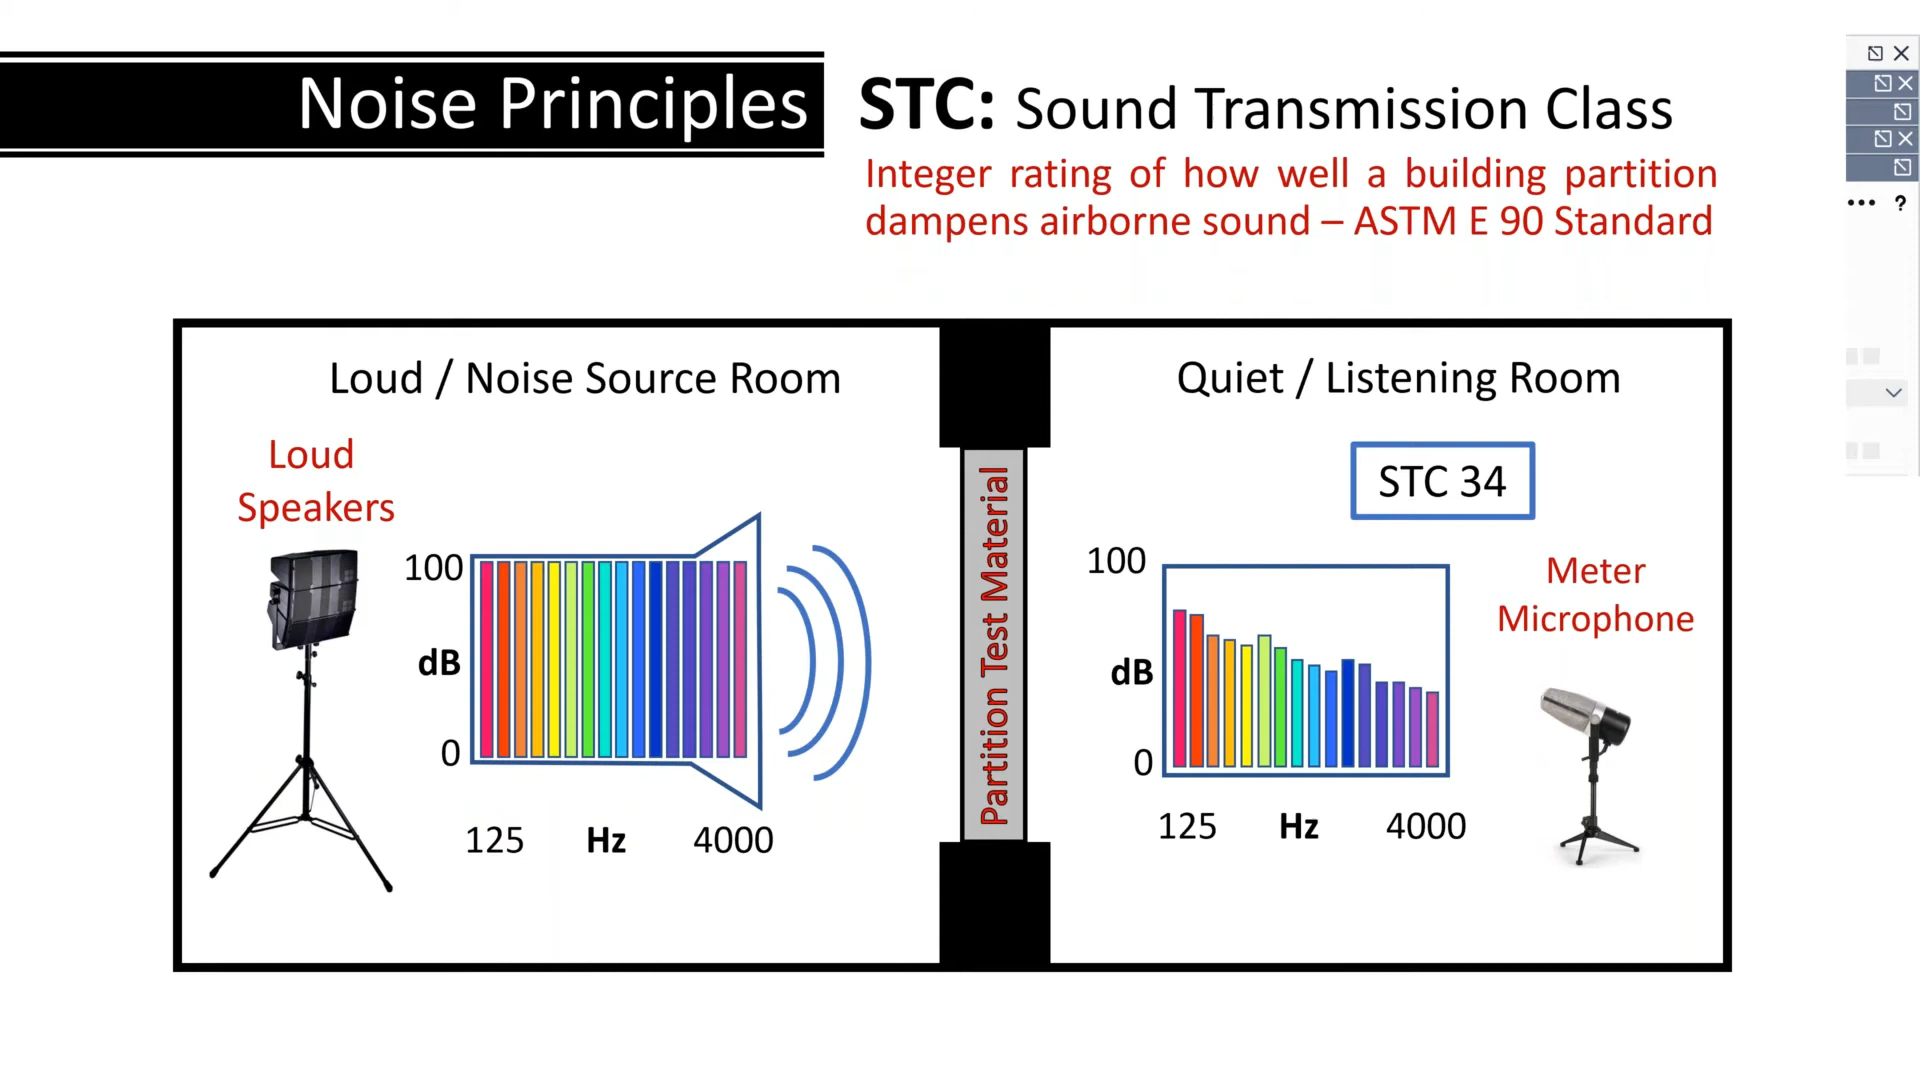 Noise Principles
STC: Sound Transmission Class
Integer rating of how well a building partition
dampens airborne sound – ASTM E 90 Standard
Loud / Noise Source Room
Loud
Speakers
100
dB
0
125 Hz 4000
Partition Test Material
Quiet / Listening Room
STC 34
100
dB
0
125 Hz 4000
Meter
Microphone
••• ?